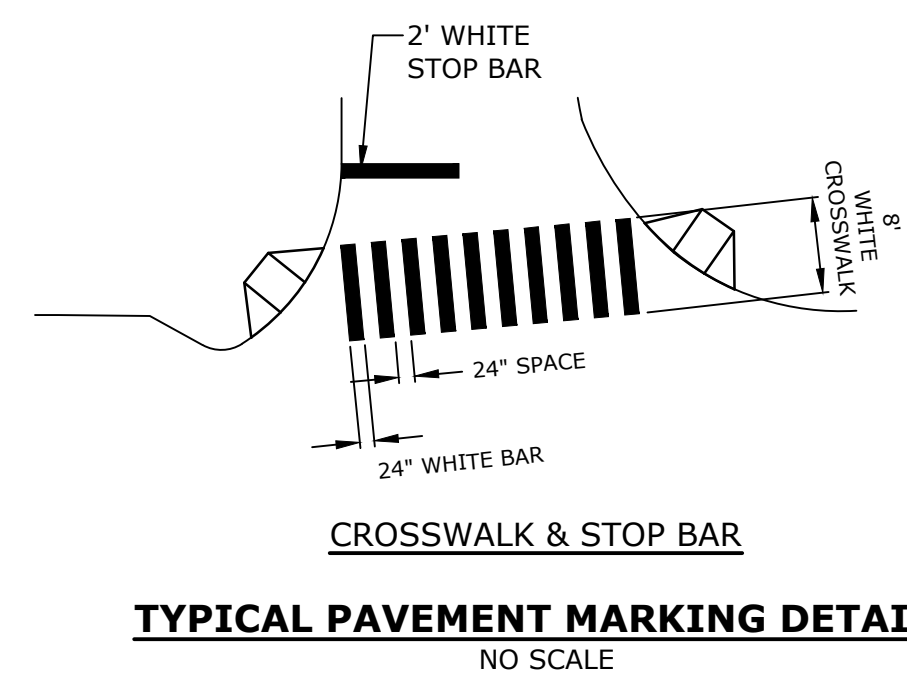 2' WHITE
STOP BAR
8'
WHITE
CROSSWALK
24" SPACE
24" WHITE BAR
CROSSWALK & STOP BAR
TYPICAL PAVEMENT MARKING DETAI
NO SCALE